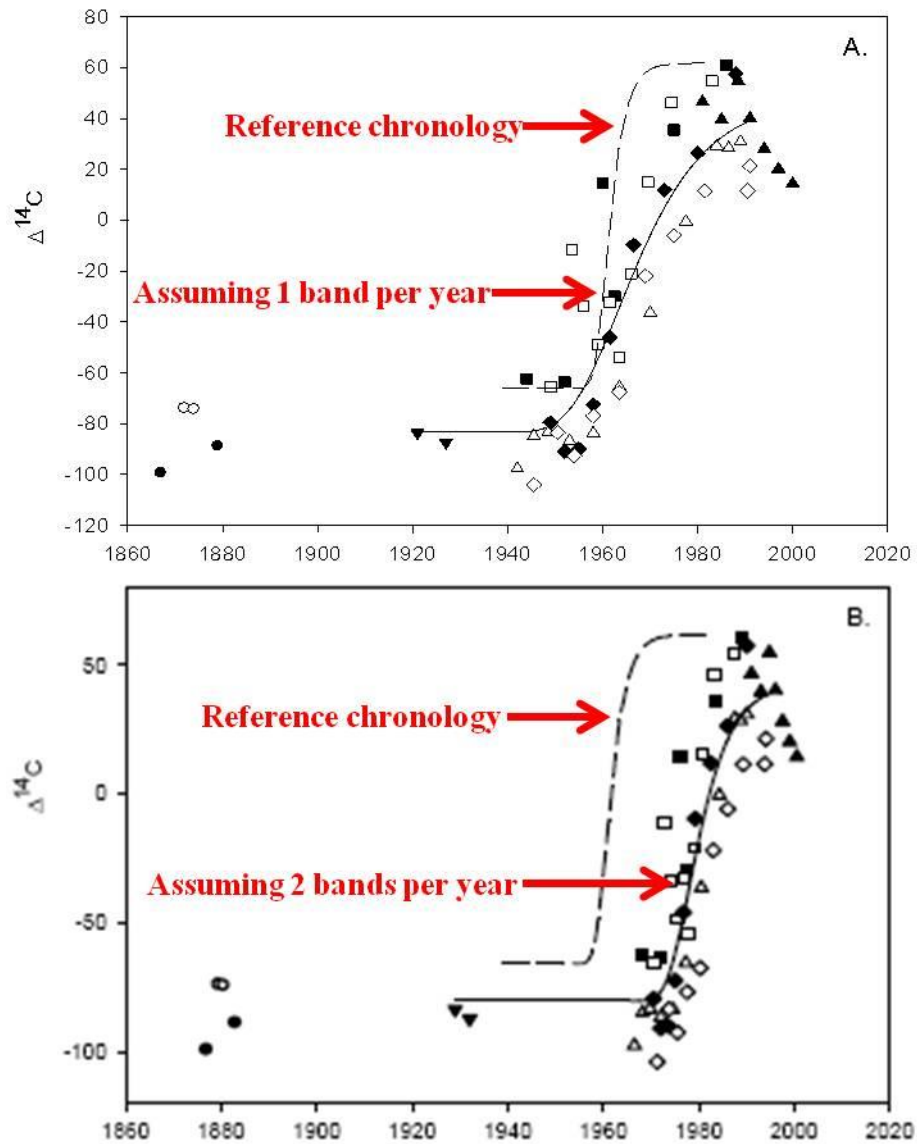 80
A.
60
Reference chronology
40
20
Δ14C
0
-20
Assuming 1 band per year
-40
-60
-80
-100
-120
1860 1880 1900 1920 1940 1960 1980 2000 2020
B.
50
Reference chronology
Δ14C
0
Assuming 2 bands per year
-50
-100
1860 1880 1900 1920 1940 1960 1980 2000 2020